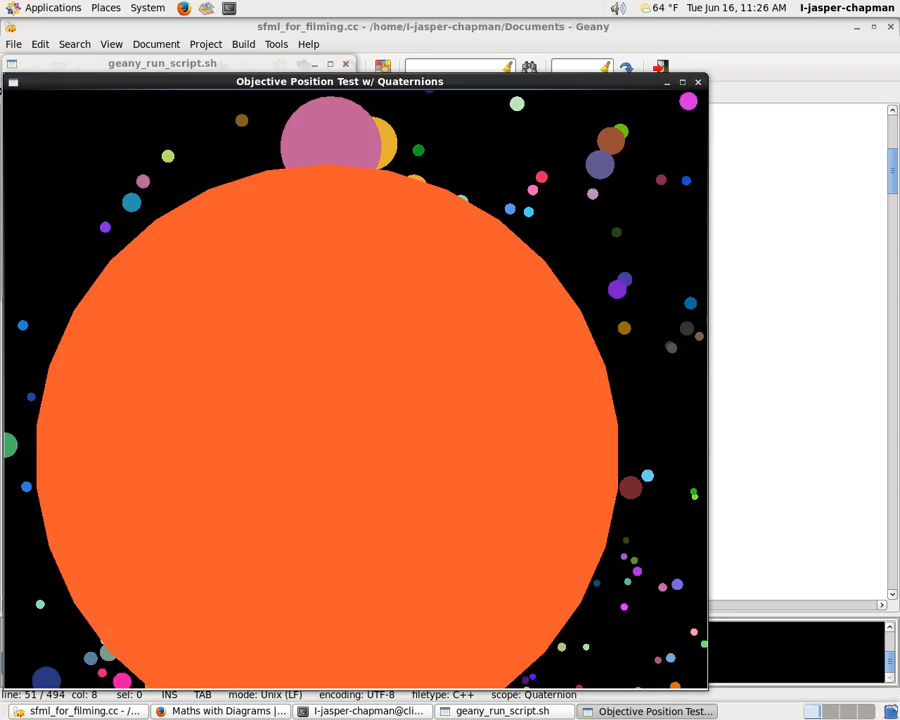 Applications Places System 64 °F Tue Jun 16, 11:26 AM l-jasper-chapman
sfml_for_filming.cc - /home/l-jasper-chapman/Documents - Geany
File Edit Search View Document Project Build Tools Help
geany_run_script.sh
Objective Position Test w/ Quaternions
line: 51 / 494 col: 8 sel: 0 INS TAB mode: Unix (LF) encoding: UTF-8 filetype: C++ scope: Quaternion
sfml_for_filming.cc - /... Maths with Diagrams |... l-jasper-chapman@cli... geany_run_script.sh Objective Position Test...